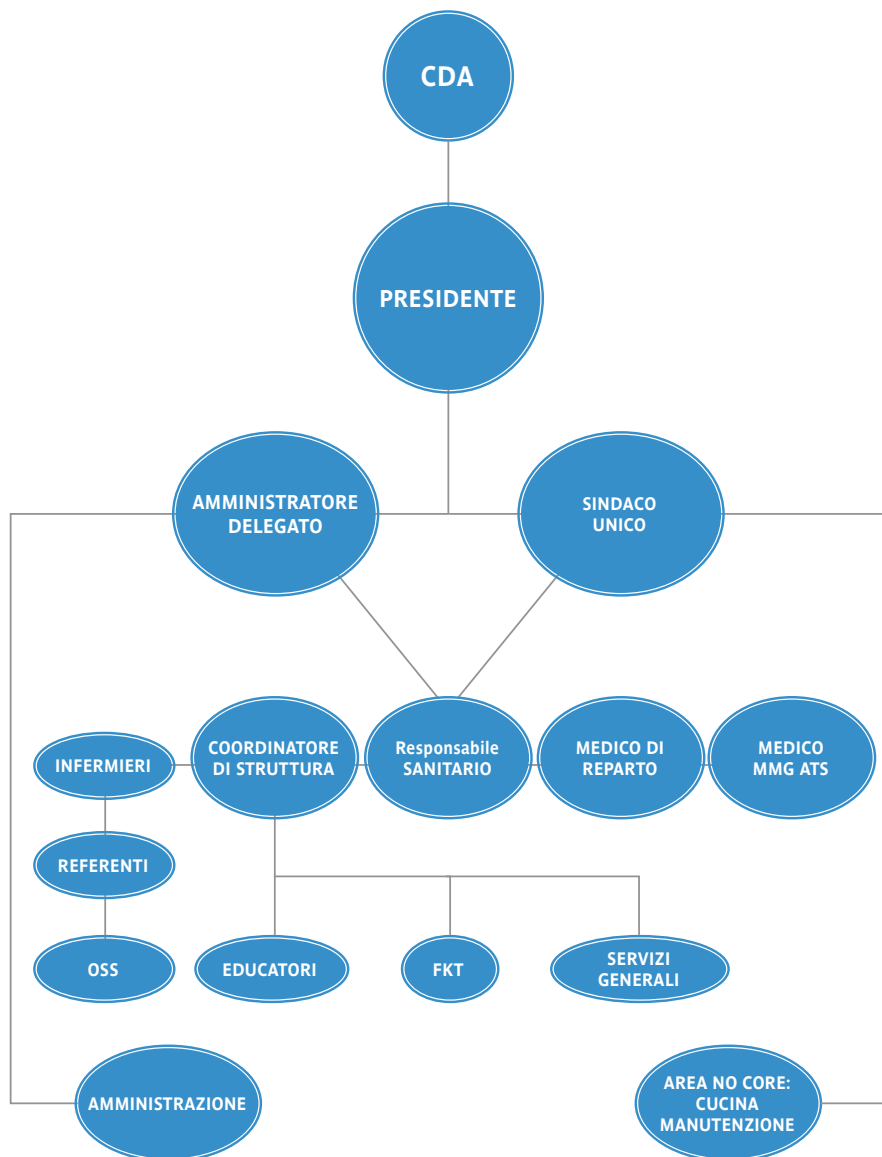 CDA
PRESIDENTE
AMMINISTRATORE
DELEGATO
SINDACO
UNICO
INFERMIERI
COORDINATORE
DI STRUTTURA
Responsabile
SANITARIO
MEDICO DI
REPARTO
MEDICO
MMG ATS
REFERENTI
OSS
EDUCATORI
FKT
SERVIZI
GENERALI
AMMINISTRAZIONE
AREA NO CORE:
CUCINA
MANUTENZIONE